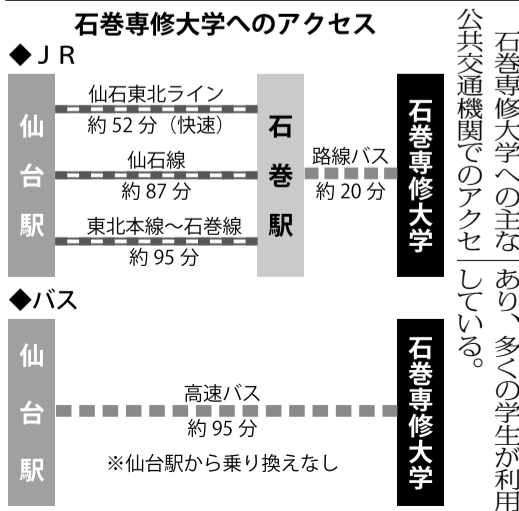 石巻専修大学へのアクセス
◆ＪＲ
仙台駅
仙石東北ライン
約52分（快速）
仙石線
約87分
東北本線〜石巻線
約95分
石巻駅
路線バス
約20分
石巻専修大学
◆バス
仙台駅
高速バス
約95分
※仙台駅から乗り換えなし
石巻専修大学
石巻専修大学への主な
公共交通機関でのアクセ
あり、多くの学生が利用
している。